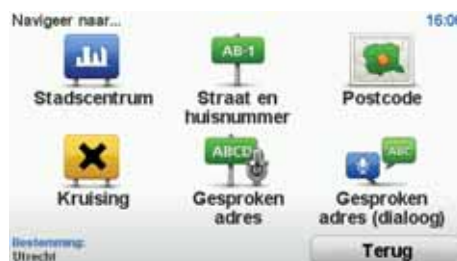 Navigeer naar...
16:00
AB-1
Stadscentrum
Straat en
huisnummer
Postcode
ABCD
ABC
Kruising
Gesproken
adres
Gesproken
adres (dialoog)
Bestemming:
Utrecht
Terug